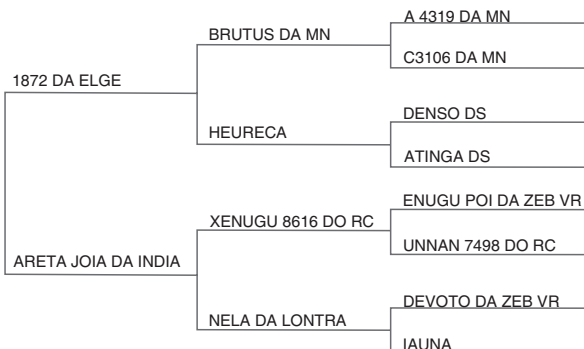 A 4319 DA MN
BRUTUS DA MN
C3106 DA MN
1872 DA ELGE
DENSO DS
HEURECA
ATINGA DS
ENUGU POI DA ZEB VR
XENUGU 8616 DO RC
UNNAN 7498 DO RC
ARETA JOIA DA INDIA
DEVOTO DA ZEB VR
NELA DA LONTRA
IAUNA